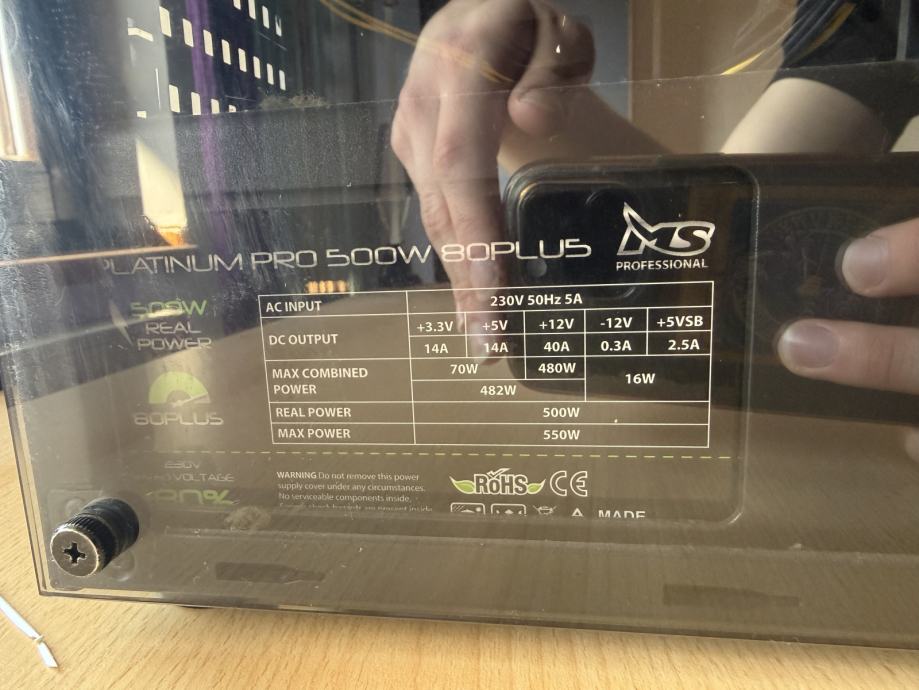 PLATINUM PRO 500W 80PLUS
MS
PROFESSIONAL
500W
REAL
POWER
80PLUS
230V
VOLTAGE
90%
AC INPUT 230V 50Hz 5A
DC OUTPUT +3.3V +5V +12V -12V +5VSB
14A 14A 40A 0.3A 2.5A
MAX COMBINED POWER 70W 480W 16W
482W
REAL POWER 500W
MAX POWER 550W
WARNING Do not remove this power
supply cover under any circumstances.
No serviceable components inside.
RoHS CE
MADE